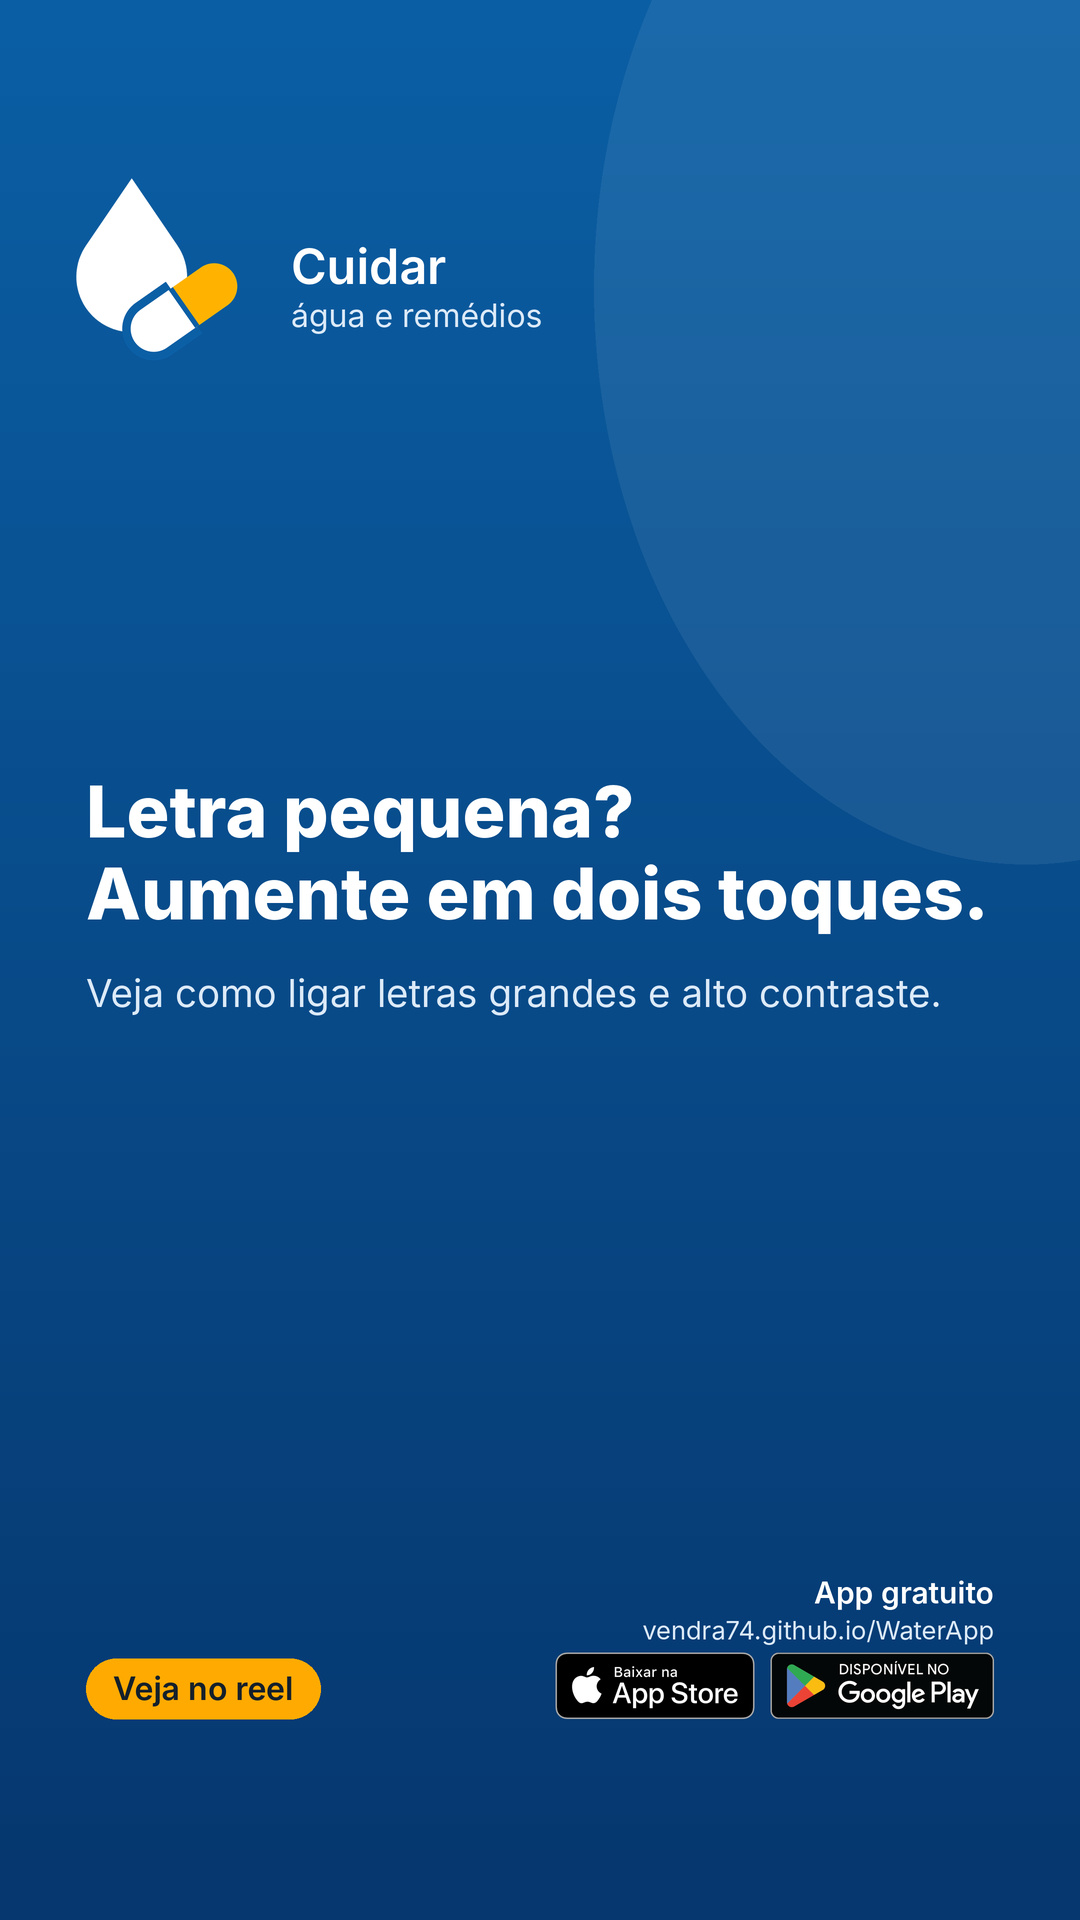 Cuidar
água e remédios
Letra pequena?
Aumente em dois toques.
Veja como ligar letras grandes e alto contraste.
App gratuito
vendra74.github.io/WaterApp
Veja no reel
Baixar na
App Store
DISPONÍVEL NO
Google Play